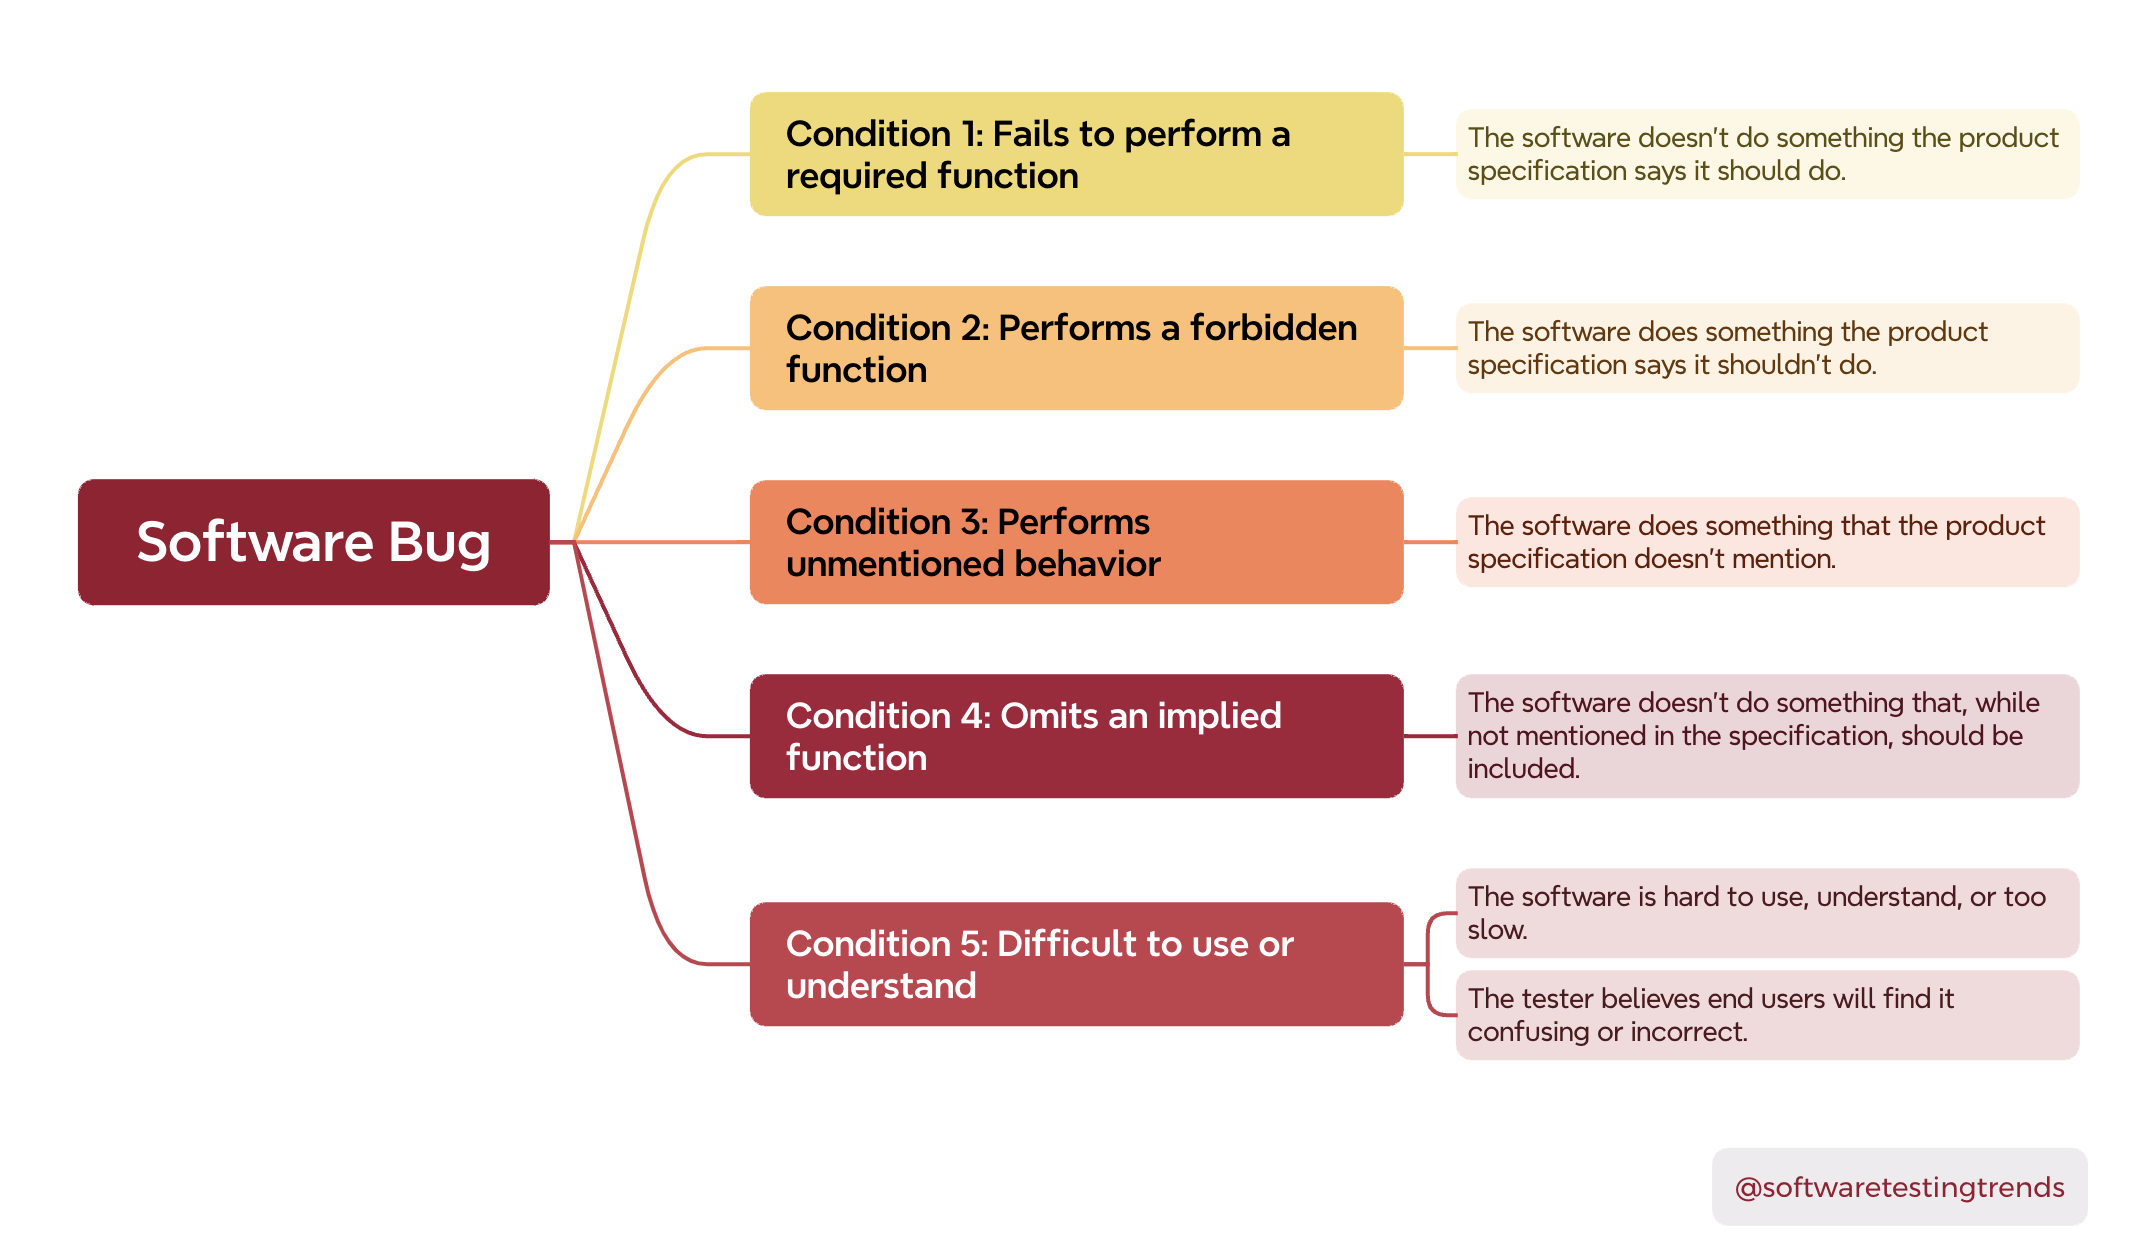 Software Bug
Condition 1: Fails to perform a
required function
The software doesn't do something the product
specification says it should do.
Condition 2: Performs a forbidden
function
The software does something the product
specification says it shouldn't do.
Condition 3: Performs
unmentioned behavior
The software does something that the product
specification doesn't mention.
Condition 4: Omits an implied
function
The software doesn't do something that, while
not mentioned in the specification, should be
included.
Condition 5: Difficult to use or
understand
The software is hard to use, understand, or too
slow.
The tester believes end users will find it
confusing or incorrect.
@softwaretestingtrends